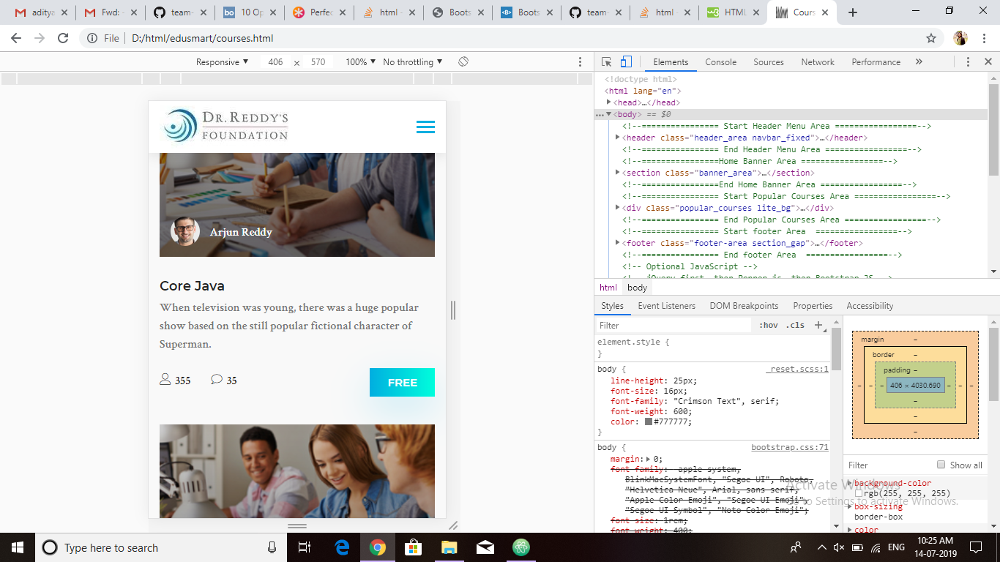 aditya
Fwd:
team-
10 Op
Perfec
html -
Boots
Boots
team-
html -
HTML
Cours
File
D:/html/edusmart/courses.html
Responsive 406 x 570 100% No throttling
Elements Console Sources Network Performance »
DR.REDDY'S
FOUNDATION
Arjun Reddy
Core Java
When television was young, there was a huge popular
show based on the still popular fictional character of
Superman.
355 35
FREE
<!doctype html>
<html lang="en">
<head>…</head>
<body> == $0
<!--================ Start Header Menu Area =================-->
<header class="header_area navbar_fixed">…</header>
<!--================ End Header Menu Area =================-->
<!--================Home Banner Area =================-->
<section class="banner_area">…</section>
<!--================End Home Banner Area =================-->
<!--================ Start Popular Courses Area =================-->
<div class="popular_courses lite_bg">…</div>
<!--================ End Popular Courses Area =================-->
<!--================ Start footer Area  =================-->
<footer class="footer-area section_gap">…</footer>
<!--================ End footer Area  =================-->
<!-- Optional JavaScript -->
<!-- jQuery first, then Popper.js, then Bootstrap JS -->
html body
Styles Event Listeners DOM Breakpoints Properties Accessibility
Filter :hov .cls +
element.style {
}
body { _reset.scss:1
line-height: 25px;
font-size: 16px;
font-family: "Crimson Text", serif;
font-weight: 600;
color: #777777;
}
body { bootstrap.css:71
margin: 0;
font-family: -apple-system,
BlinkMacSystemFont, "Segoe UI", Roboto,
"Helvetica Neue", Arial, sans-serif,
"Apple Color Emoji", "Segoe UI Emoji",
"Segoe UI Symbol", "Noto Color Emoji";
font-size: 1rem;
font-weight: 400;
margin –
border –
padding –
– – – 406 × 4030.690 – – –
–
–
–
Filter Show all
background-color
rgb(255, 255, 255)
box-sizing
border-box
color
Activate Windows
Go to Settings to activate Windows.
Type here to search
ENG
10:25 AM
14-07-2019